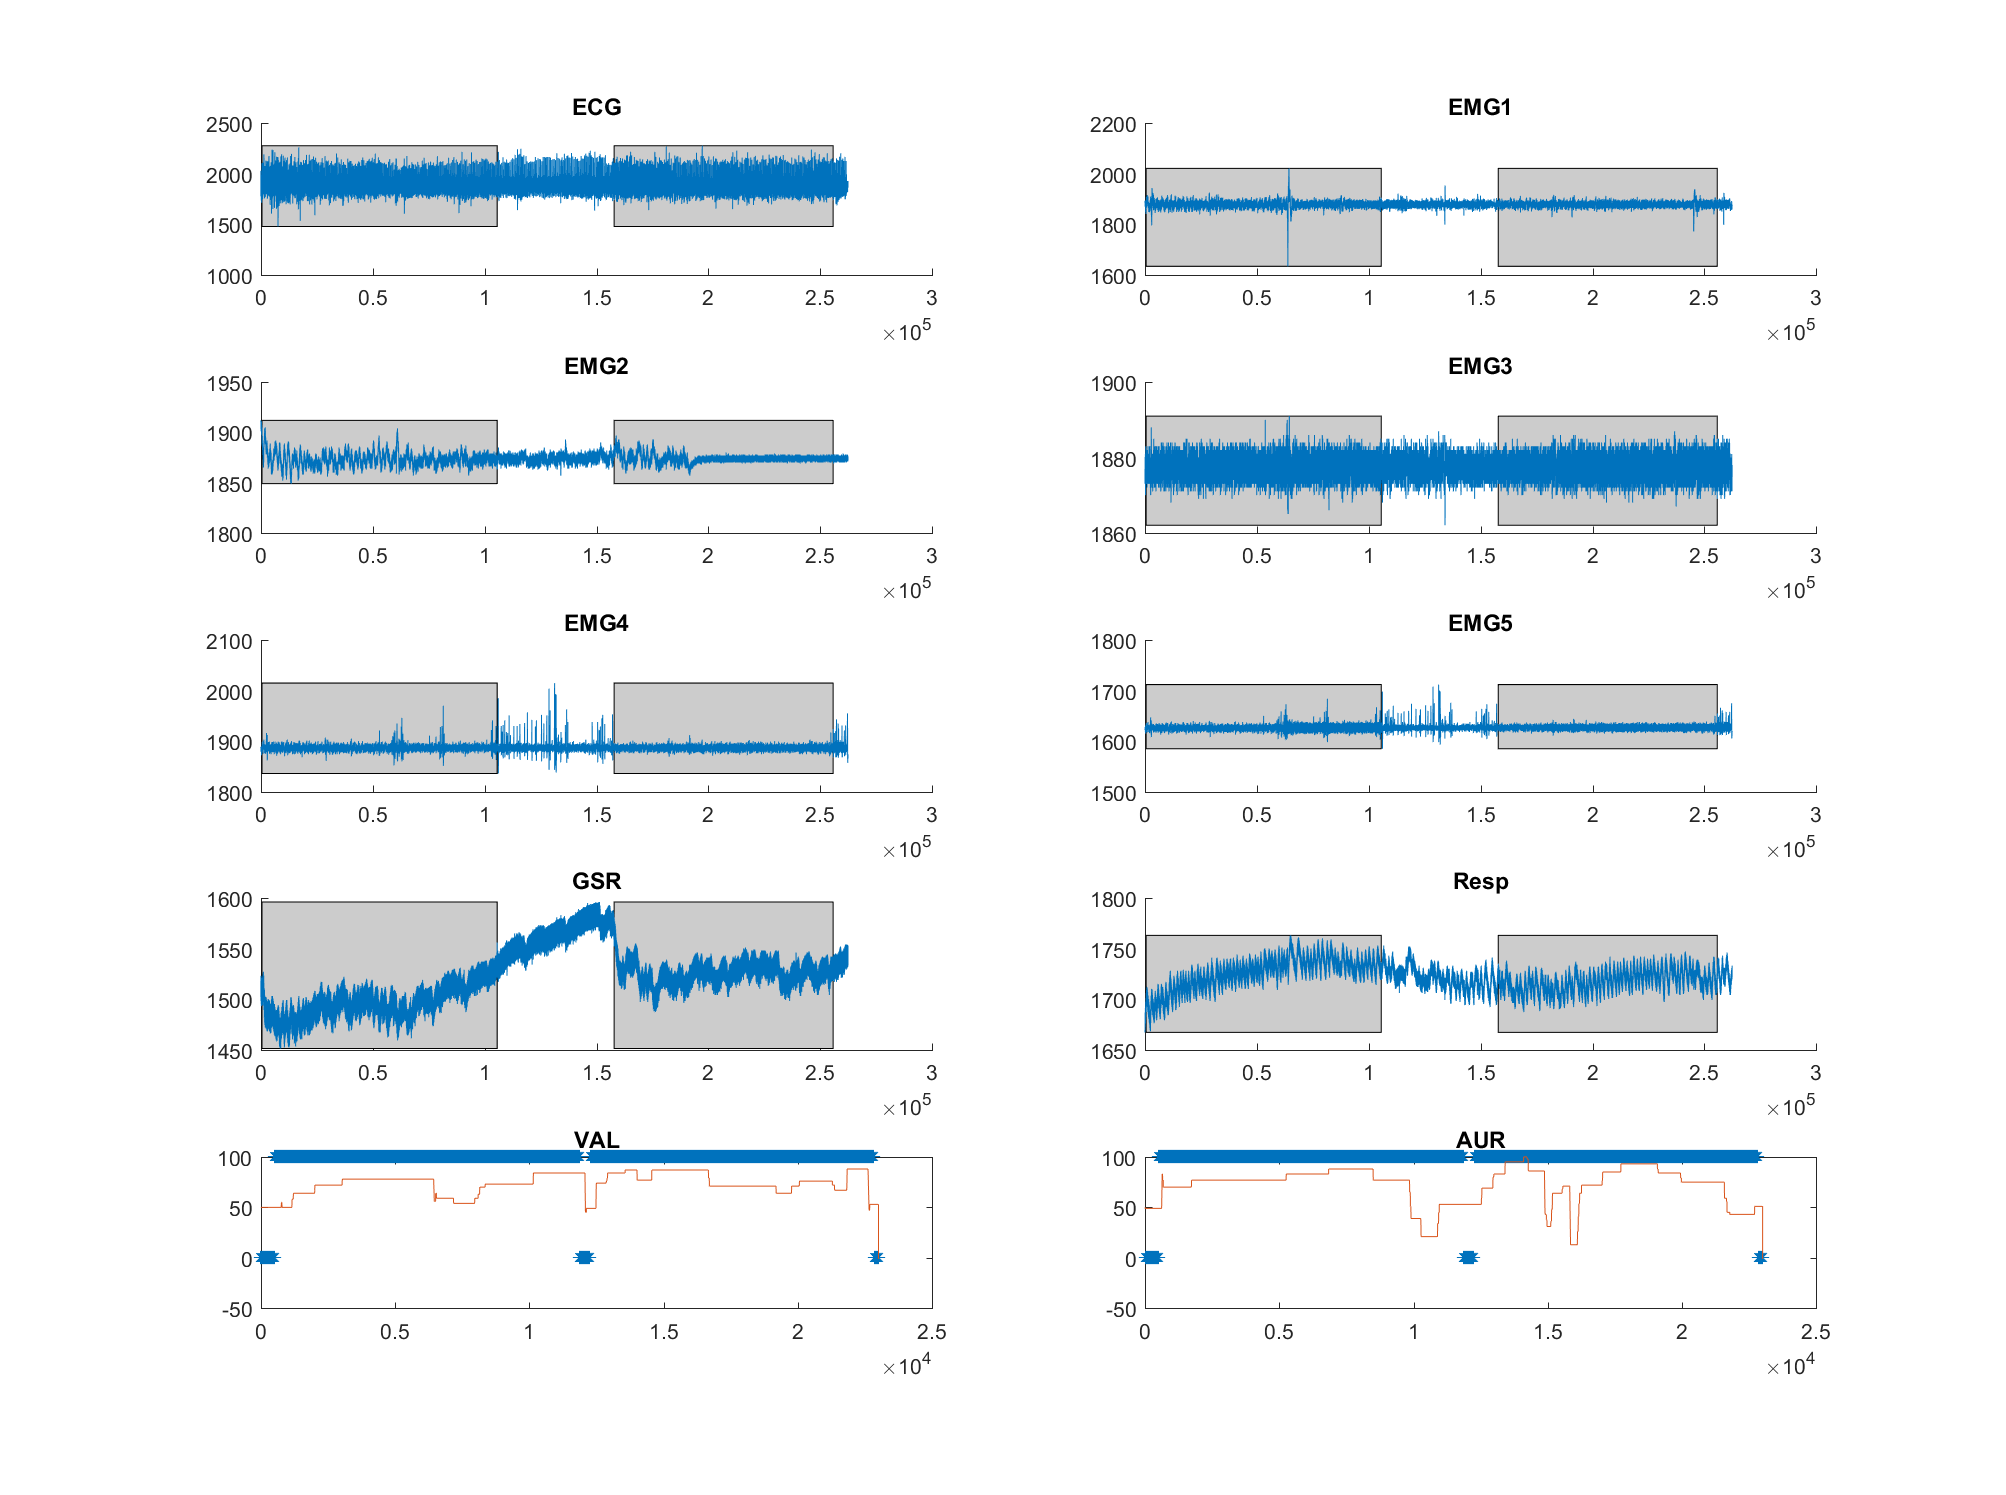 ECG EMG1
2500 2200
2000 2000
1500 1800
1000 1600
0 0.5 1 1.5 2 2.5 3 0 0.5 1 1.5 2 2.5 3
×10^5 ×10^5
EMG2 EMG3
1950 1900
1900 1880
1850 1860
1800
0 0.5 1 1.5 2 2.5 3 0 0.5 1 1.5 2 2.5 3
×10^5 ×10^5
EMG4 EMG5
2100 1800
2000 1700
1900 1600
1800 1500
0 0.5 1 1.5 2 2.5 3 0 0.5 1 1.5 2 2.5 3
×10^5 ×10^5
GSR Resp
1600 1800
1550 1750
1500 1700
1450 1650
0 0.5 1 1.5 2 2.5 3 0 0.5 1 1.5 2 2.5 3
×10^5 ×10^5
VAL AUR
100 100
50 50
0 0
-50 -50
0 0.5 1 1.5 2 2.5 0 0.5 1 1.5 2 2.5
×10^4 ×10^4